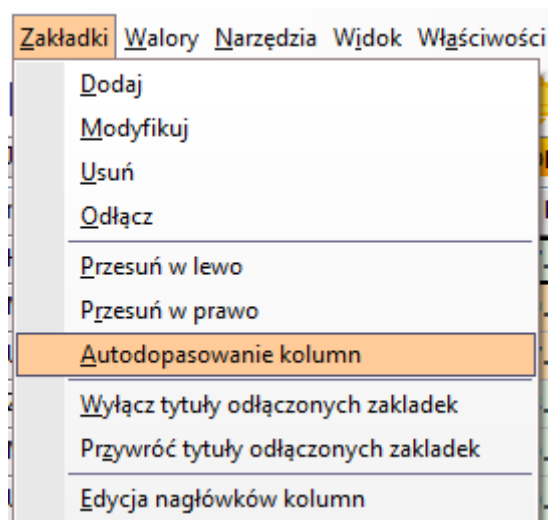 Zakładki Walory Narzędzia Widok Właściwości
Dodaj
Modyfikuj
Usuń
Odłącz
Przesuń w lewo
Przesuń w prawo
Autodopasowanie kolumn
Wyłącz tytuły odłączonych zakladek
Przywróć tytuły odłączonych zakladek
Edycja nagłówków kolumn